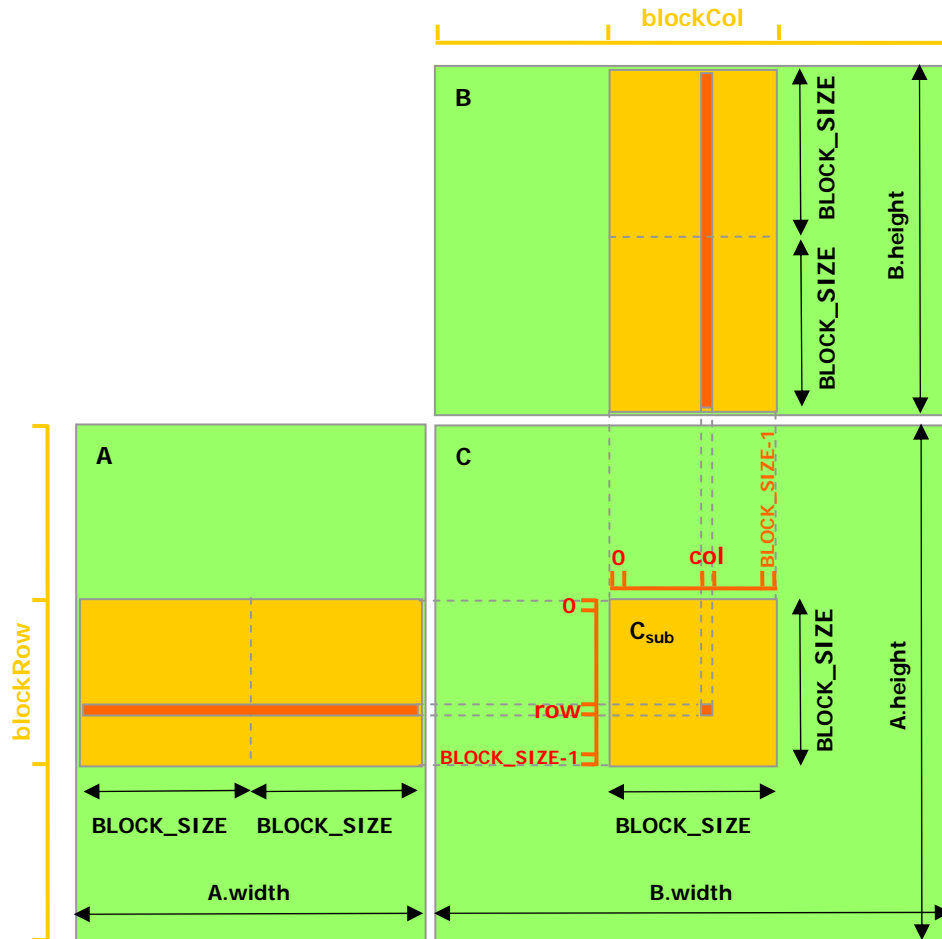 blockCol
B
BLOCK_SIZE
BLOCK_SIZE
B.height
A
C
BLOCK_SIZE-1
0
col
blockRow
0
C_sub
BLOCK_SIZE
A.height
row
BLOCK_SIZE-1
BLOCK_SIZE
BLOCK_SIZE
BLOCK_SIZE
A.width
B.width